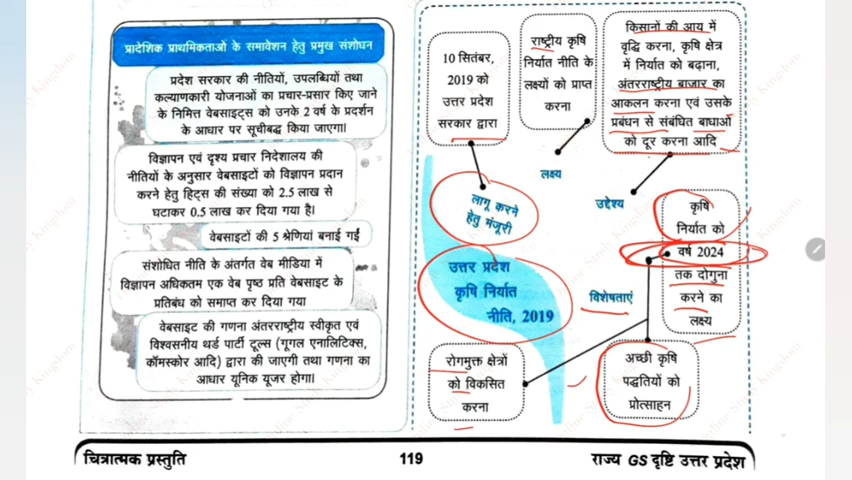 प्रादेशिक प्राथमिकताओं के समावेशन हेतु प्रमुख संशोधन
प्रदेश सरकार की नीतियों, उपलब्धियों तथा
कल्याणकारी योजनाओं का प्रचार-प्रसार किए जाने
के निमित्त वेबसाइट्स को उनके 2 वर्ष के प्रदर्शन
के आधार पर सूचीबद्ध किया जाएगा।
विज्ञापन एवं दृश्य प्रचार निदेशालय की
नीतियों के अनुसार वेबसाइटों को विज्ञापन प्रदान
करने हेतु हिट्स की संख्या को 2.5 लाख से
घटाकर 0.5 लाख कर दिया गया है।
वेबसाइटों की 5 श्रेणियां बनाई गईं
संशोधित नीति के अंतर्गत वेब मीडिया में
विज्ञापन अधिकतम एक वेब पृष्ठ प्रति वेबसाइट के
प्रतिबंध को समाप्त कर दिया गया
वेबसाइट की गणना अंतरराष्ट्रीय स्वीकृत एवं
विश्वसनीय थर्ड पार्टी टूल्स (गूगल एनालिटिक्स,
कॉमस्कोर आदि) द्वारा की जाएगी तथा गणना का
आधार यूनिक यूजर होगा।
10 सितंबर,
2019 को
उत्तर प्रदेश
सरकार द्वारा
राष्ट्रीय कृषि
निर्यात नीति के
लक्ष्यों को प्राप्त
करना
किसानों की आय में
वृद्धि करना, कृषि क्षेत्र
में निर्यात को बढ़ाना,
अंतरराष्ट्रीय बाजार का
आकलन करना एवं उसके
प्रबंधन से संबंधित बाधाओं
को दूर करना आदि
लक्ष्य
उद्देश्य
लागू करने
हेतु मंजूरी
उत्तर प्रदेश
कृषि निर्यात
नीति, 2019
विशेषताएं
कृषि
निर्यात को
वर्ष 2024
तक दोगुना
करने का
लक्ष्य
रोगमुक्त क्षेत्रों
को विकसित
करना
अच्छी कृषि
पद्धतियों को
प्रोत्साहन
चित्रात्मक प्रस्तुति
119
राज्य GS दृष्टि उत्तर प्रदेश